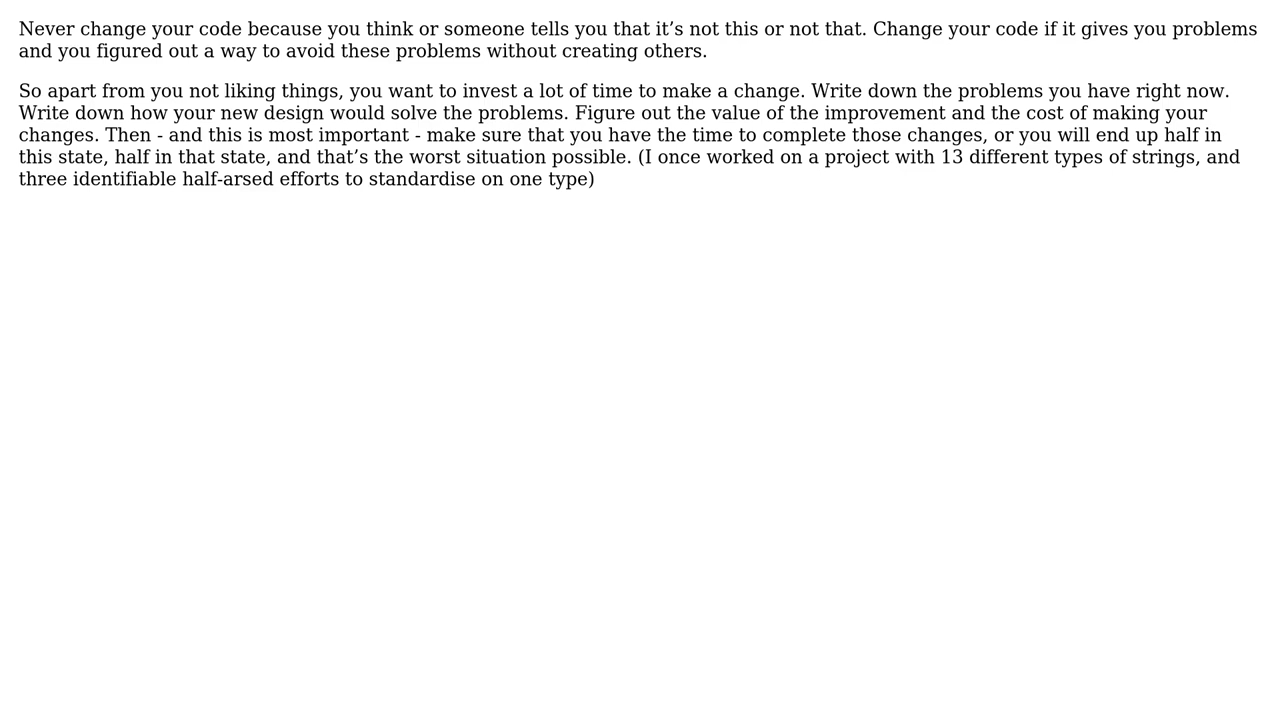 Never change your code because you think or someone tells you that it’s not this or not that. Change your code if it gives you problems
and you figured out a way to avoid these problems without creating others.
So apart from you not liking things, you want to invest a lot of time to make a change. Write down the problems you have right now.
Write down how your new design would solve the problems. Figure out the value of the improvement and the cost of making your
changes. Then - and this is most important - make sure that you have the time to complete those changes, or you will end up half in
this state, half in that state, and that’s the worst situation possible. (I once worked on a project with 13 different types of strings, and
three identifiable half-arsed efforts to standardise on one type)